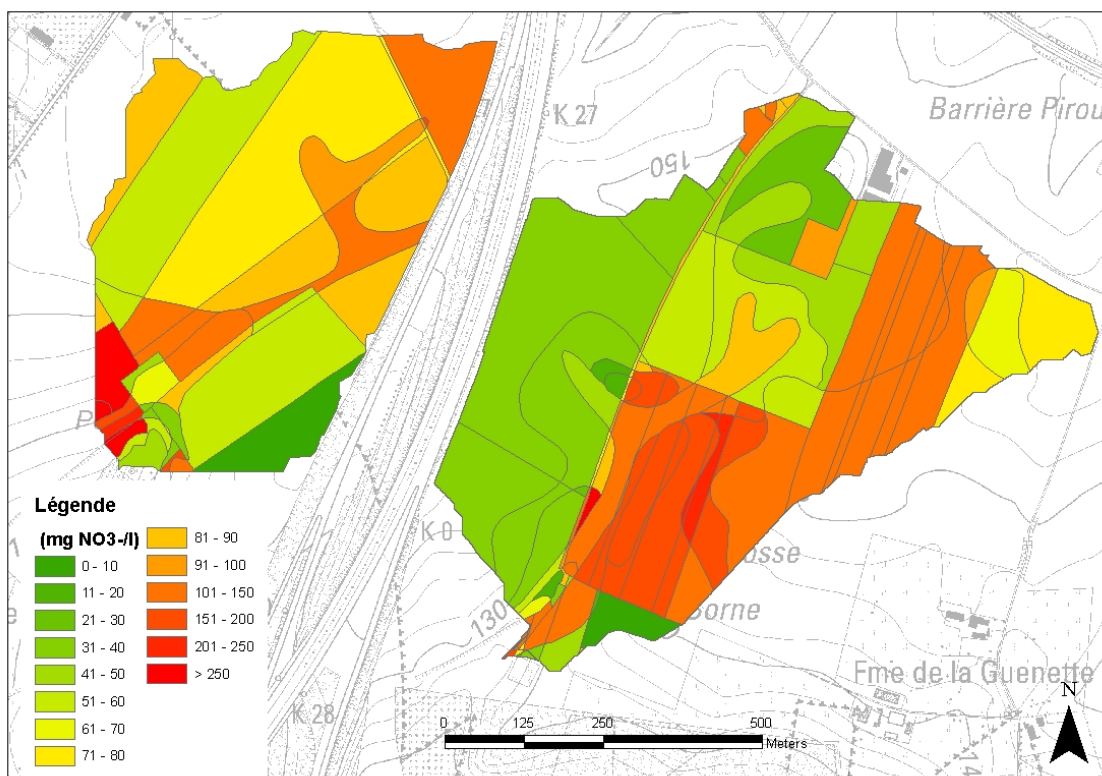 K 27
Barrière Pirou
150
P
K 0
osse
Borne
130
Fme de la Guenette
K 28
14
N
Légende
(mg NO3-/l)
0 - 10
11 - 20
21 - 30
31 - 40
41 - 50
51 - 60
61 - 70
71 - 80
81 - 90
91 - 100
101 - 150
151 - 200
201 - 250
> 250
0 125 250 500
Meters